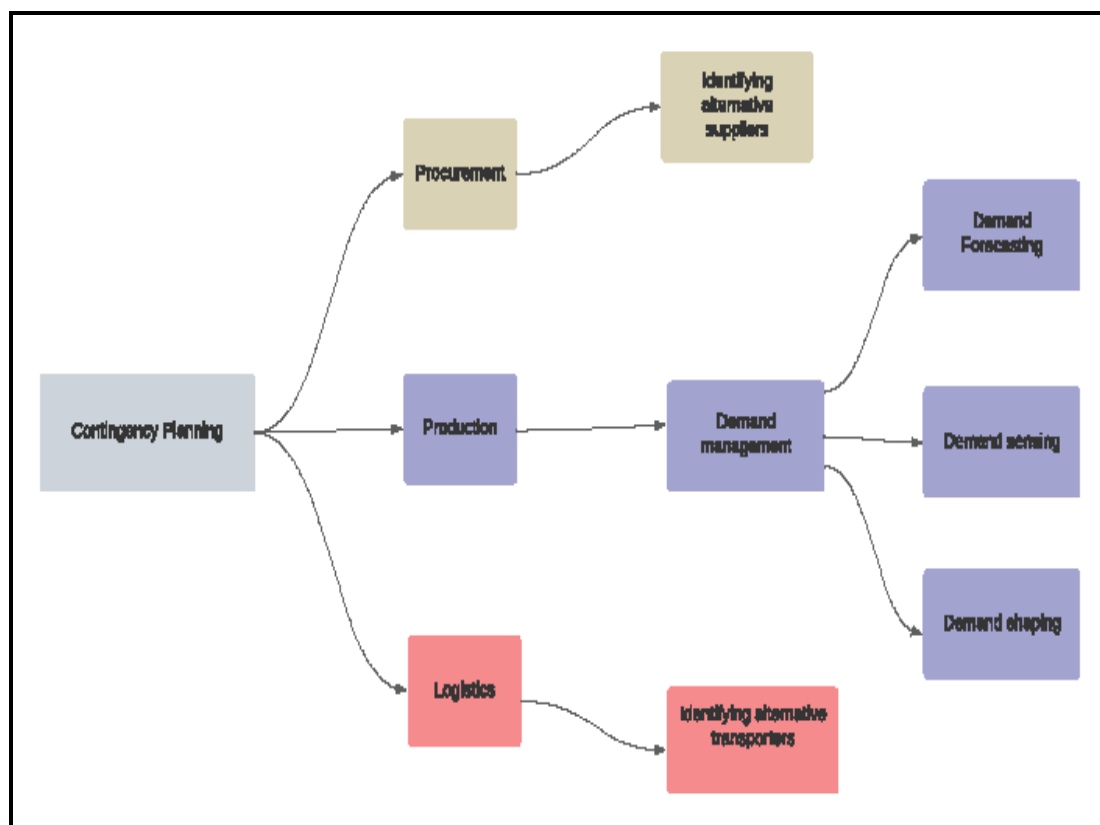 Identifying
alternative
suppliers
Procurement
Demand
Forecasting
Contingency Planning
Production
Demand
management
Demand sensing
Demand shaping
Logistics
Identifying alternative
transporters